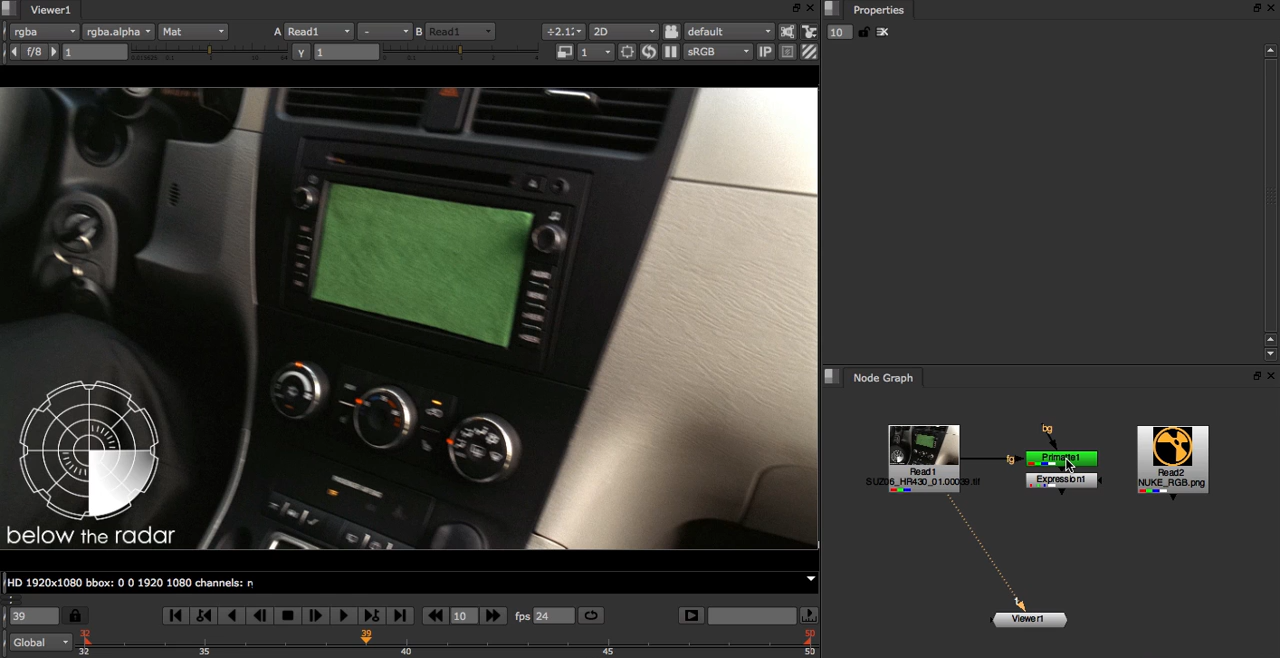 Viewer1
rgba rgba.alpha Mat A Read1 - B Read1 2D default
f/8 1 γ 1 1 sRGB IP
below the radar
HD 1920x1080 bbox: 0 0 1920 1080 channels: r
39 10 fps 24
Global 32 39 50
32 35 40 45 50
Properties
10
Node Graph
bg
fg
Read1
Expression1
Read2
NUKE_RGB.png
Viewer1